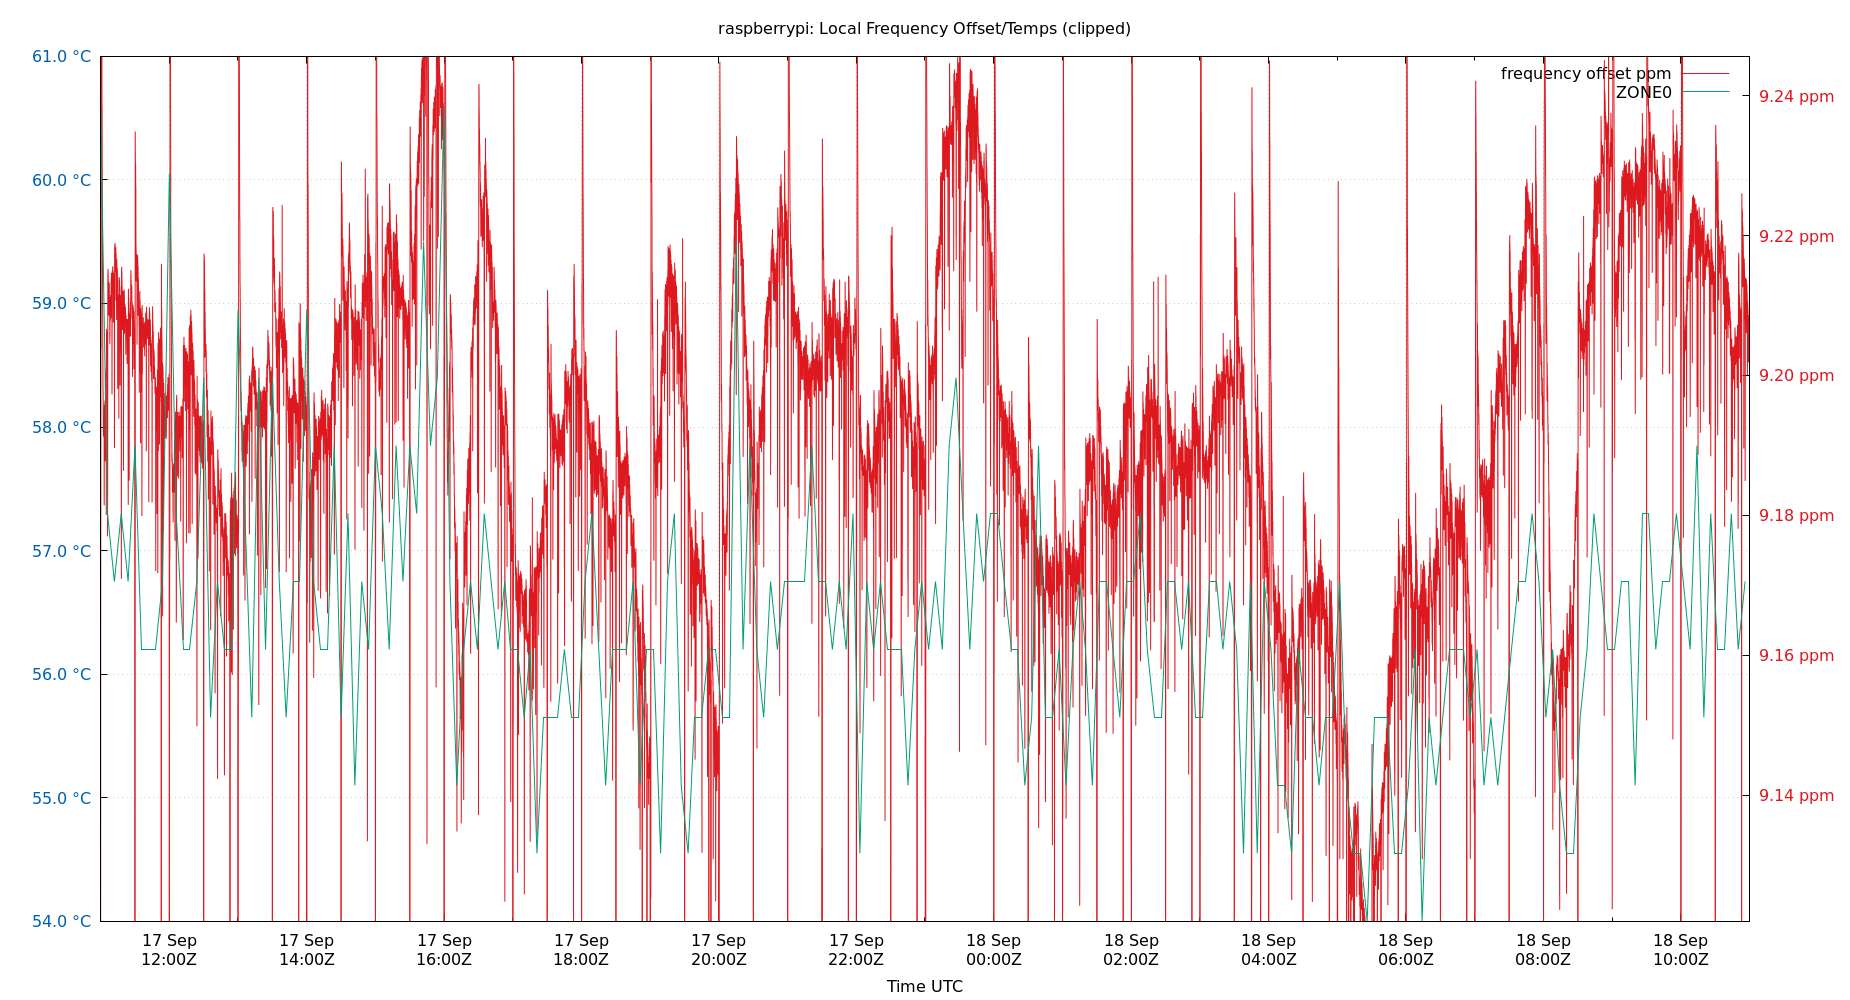 raspberrypi: Local Frequency Offset/Temps (clipped)
61.0 °C
60.0 °C
59.0 °C
58.0 °C
57.0 °C
56.0 °C
55.0 °C
54.0 °C
frequency offset ppm
ZONE0
9.24 ppm
9.22 ppm
9.20 ppm
9.18 ppm
9.16 ppm
9.14 ppm
17 Sep
12:00Z
17 Sep
14:00Z
17 Sep
16:00Z
17 Sep
18:00Z
17 Sep
20:00Z
17 Sep
22:00Z
18 Sep
00:00Z
18 Sep
02:00Z
18 Sep
04:00Z
18 Sep
06:00Z
18 Sep
08:00Z
18 Sep
10:00Z
Time UTC